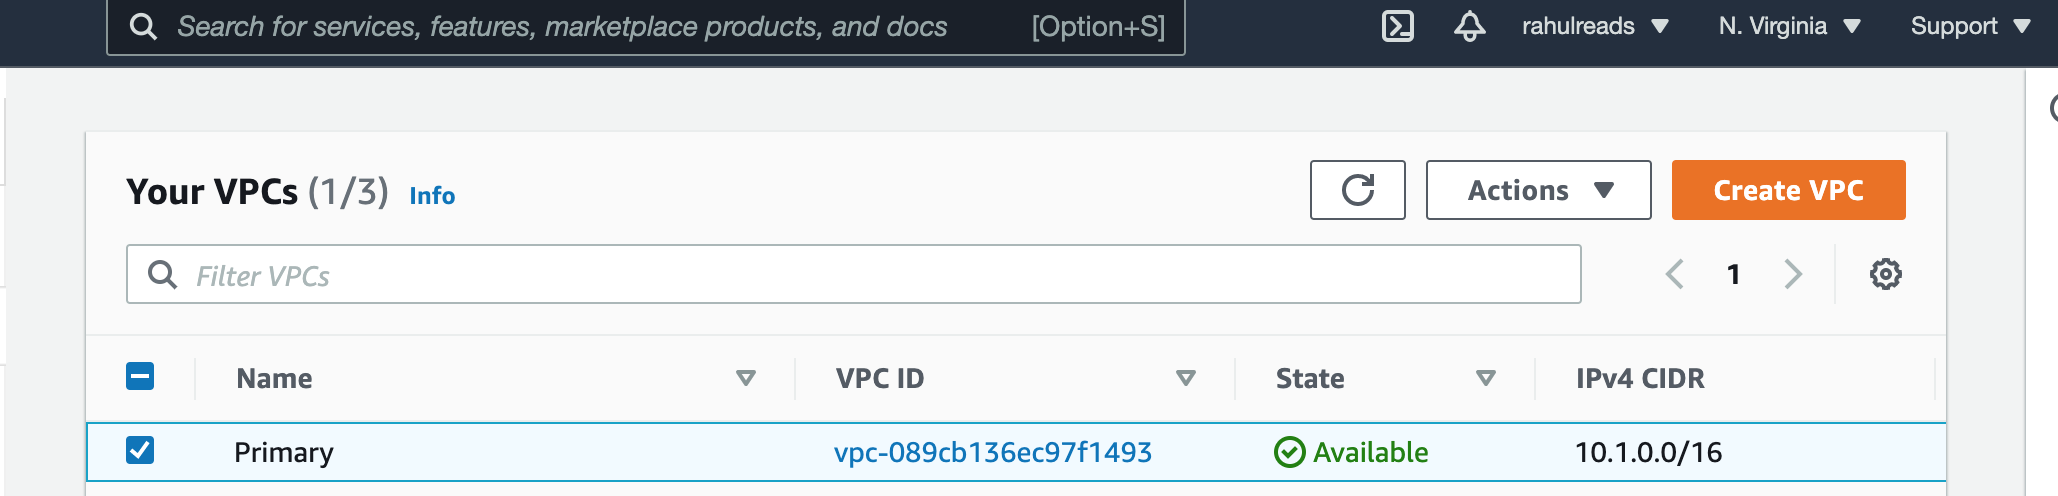 Search for services, features, marketplace products, and docs [Option+S] rahulreads N. Virginia Support
Your VPCs (1/3) Info Actions Create VPC
Filter VPCs 1
Name VPC ID State IPv4 CIDR
Primary vpc-089cb136ec97f1493 Available 10.1.0.0/16